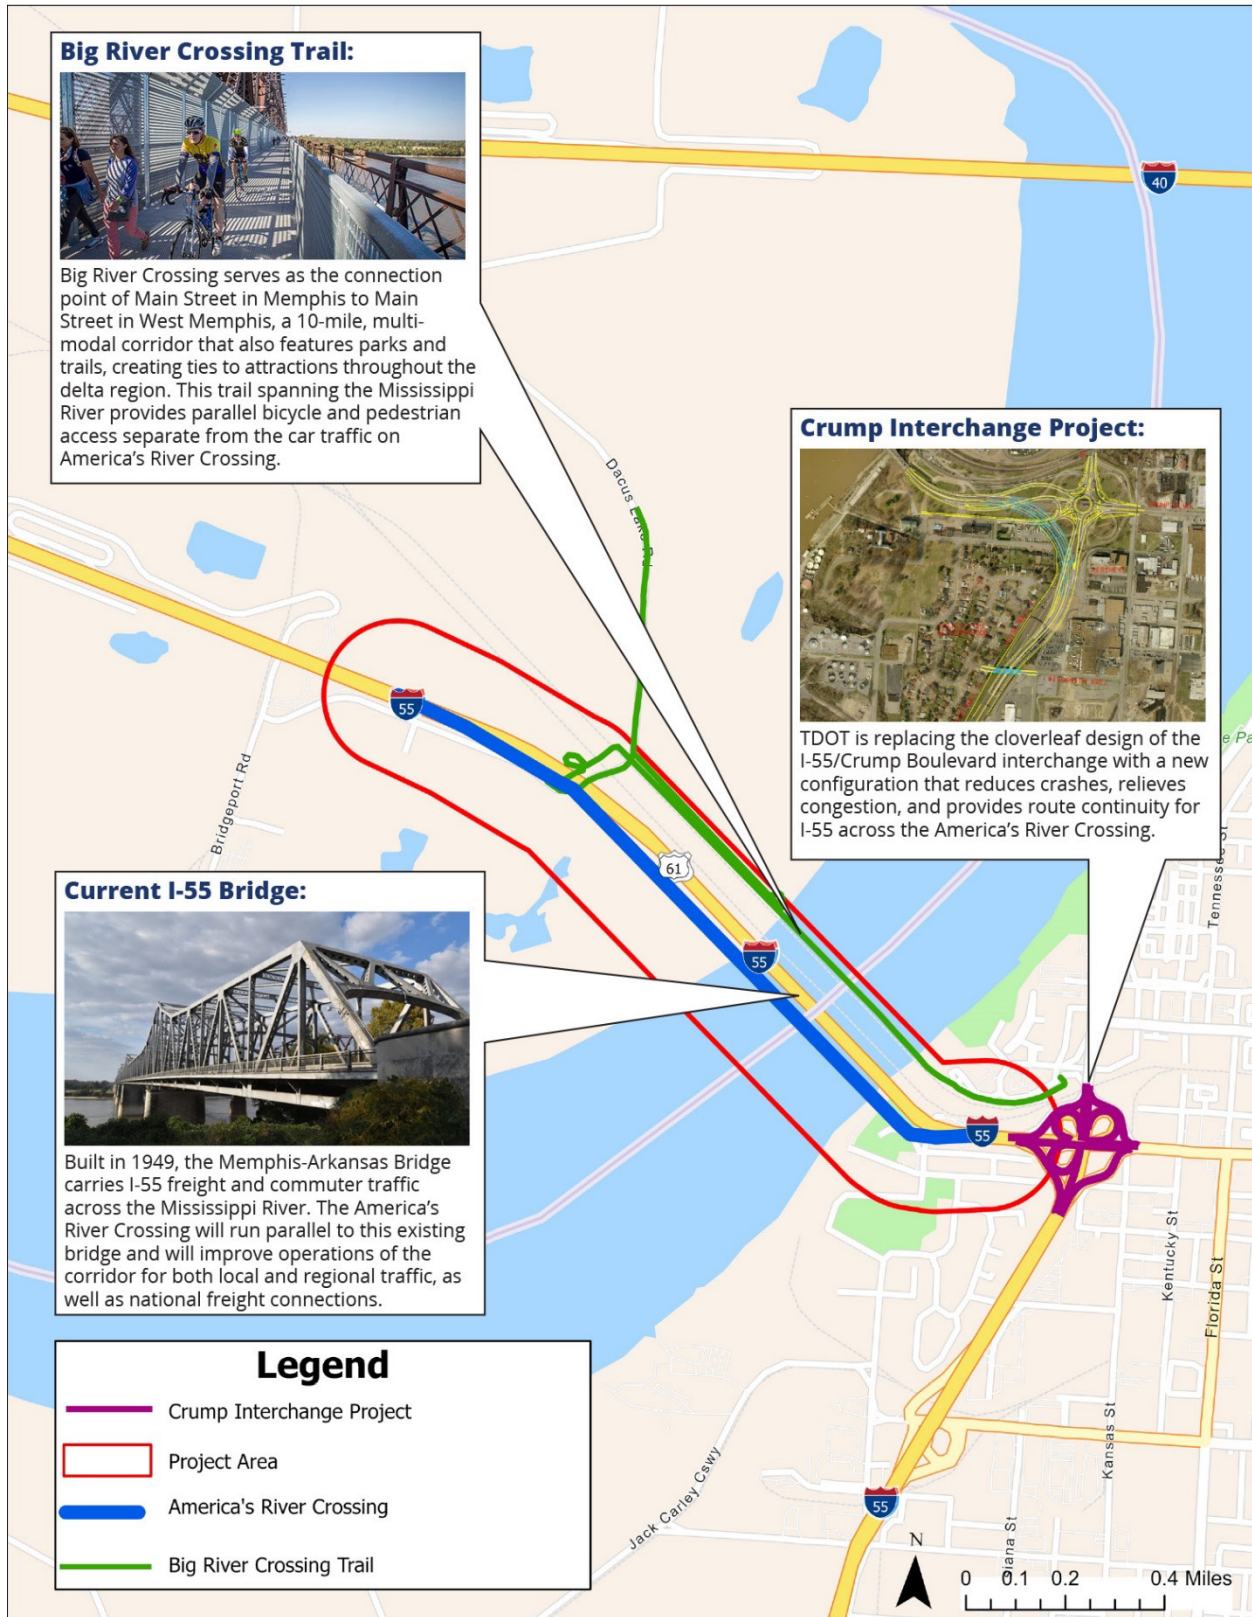 Big River Crossing Trail:
Big River Crossing serves as the connection
point of Main Street in Memphis to Main
Street in West Memphis, a 10-mile, multi-
modal corridor that also features parks and
trails, creating ties to attractions throughout the
delta region. This trail spanning the Mississippi
River provides parallel bicycle and pedestrian
access separate from the car traffic on
America's River Crossing.
40
Crump Interchange Project:
TDOT is replacing the cloverleaf design of the
I-55/Crump Boulevard interchange with a new
configuration that reduces crashes, relieves
congestion, and provides route continuity for
I-55 across the America's River Crossing.
Dacus Lake Rd
55
Bridgeport Rd
61
55
55
Tennessee St
Current I-55 Bridge:
Built in 1949, the Memphis-Arkansas Bridge
carries I-55 freight and commuter traffic
across the Mississippi River. The America's
River Crossing will run parallel to this existing
bridge and will improve operations of the
corridor for both local and regional traffic, as
well as national freight connections.
Kentucky St
Florida St
Kansas St
Jack Carley Cswy
55
Legend
Crump Interchange Project
Project Area
America's River Crossing
Big River Crossing Trail
N
0 0.1 0.2 0.4 Miles